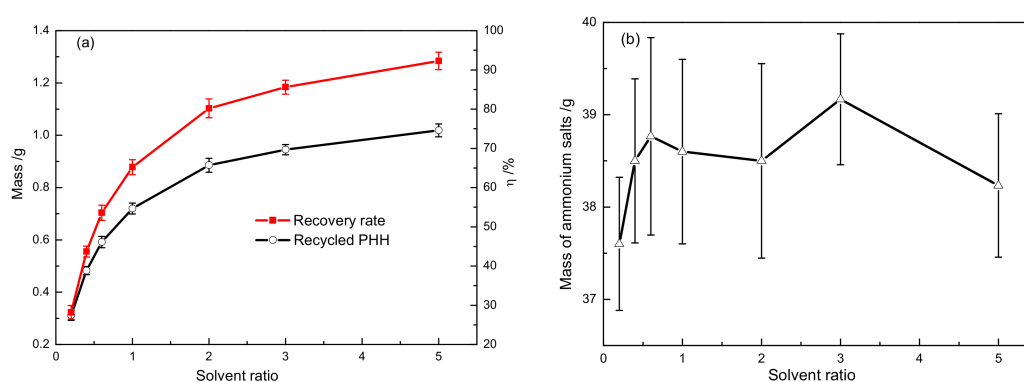 (a)
Mass /g
1.4
1.2
1.0
0.8
0.6
0.4
0.2
100
90
80
70
60
50
40
30
20
η /%
Recovery rate
Recycled PHH
0 1 2 3 4 5
Solvent ratio
(b)
Mass of ammonium salts /g
40
39
38
37
0 1 2 3 4 5
Solvent ratio